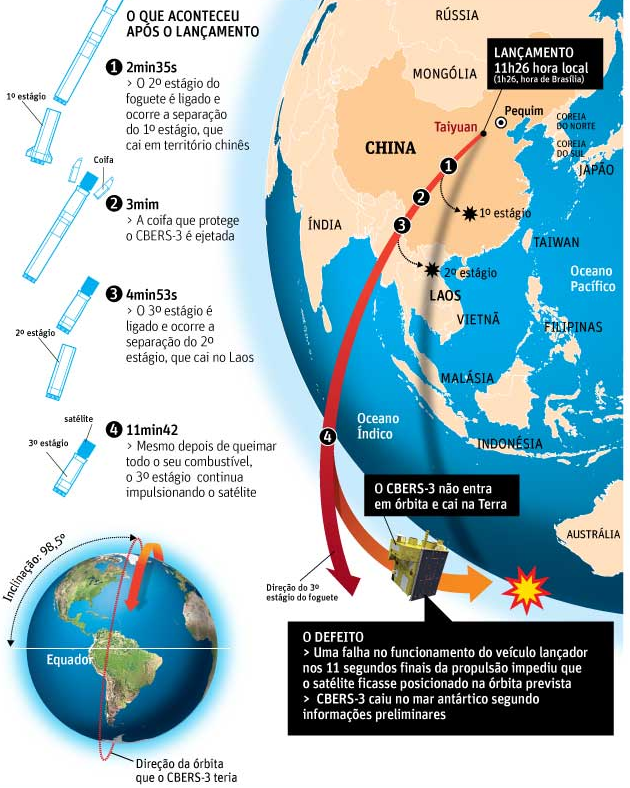 O QUE ACONTECEU
APÓS O LANÇAMENTO
1º estágio
1
2min35s
> O 2º estágio do
foguete é ligado e
ocorre a separação
do 1º estágio, que
cai em território chinês
Coifa
2
3mim
> A coifa que protege
o CBERS-3 é ejetada
3
4min53s
> O 3º estágio é
ligado e ocorre a
separação do 2º
estágio, que cai no Laos
2º estágio
4
11min42
> Mesmo depois de queimar
todo o seu combustível,
o 3º estágio continua
impulsionando o satélite
satélite
3º estágio
Inclinação: 98,5º
Equador
Direção da órbita
que o CBERS-3 teria
RÚSSIA
LANÇAMENTO
11h26 hora local
(1h26, hora de Brasília)
MONGÓLIA
Pequim
Taiyuan
COREIA
DO NORTE
COREIA
DO SUL
JAPÃO
CHINA
1
2
3
1º estágio
ÍNDIA
TAIWAN
2º estágio
Oceano
Pacífico
LAOS
VIETNÃ
FILIPINAS
MALÁSIA
Oceano
Índico
4
INDONÉSIA
O CBERS-3 não entra
em órbita e cai na Terra
AUSTRÁLIA
Direção do 3º
estágio do foguete
O DEFEITO
> Uma falha no funcionamento do veículo lançador
nos 11 segundos finais da propulsão impediu que
o satélite ficasse posicionado na órbita prevista
> CBERS-3 caiu no mar antártico segundo
informações preliminares